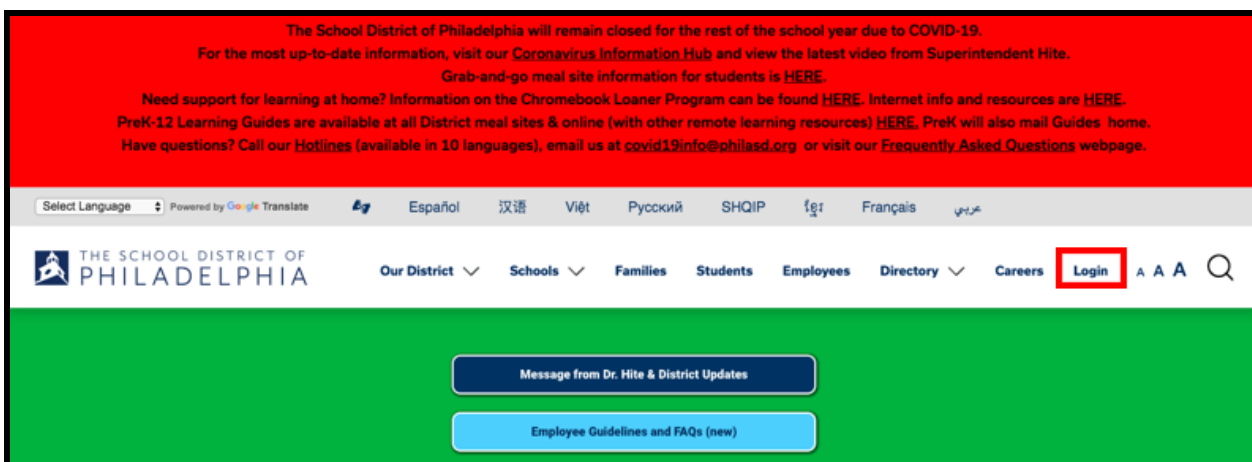 The School District of Philadelphia will remain closed for the rest of the school year due to COVID-19.
For the most up-to-date information, visit our Coronavirus Information Hub and view the latest video from Superintendent Hite.
Grab-and-go meal site information for students is HERE.
Need support for learning at home? Information on the Chromebook Loaner Program can be found HERE. Internet info and resources are HERE.
PreK-12 Learning Guides are available at all District meal sites & online (with other remote learning resources) HERE. PreK will also mail Guides home.
Have questions? Call our Hotlines (available in 10 languages), email us at covid19info@philasd.org or visit our Frequently Asked Questions webpage.
Select Language Powered by Google Translate Español 汉语 Việt Русский SHQIP ខ្មែរ Français عربي
THE SCHOOL DISTRICT OF
PHILADELPHIA
Our District Schools Families Students Employees Directory Careers Login A A A
Message from Dr. Hite & District Updates
Employee Guidelines and FAQs (new)